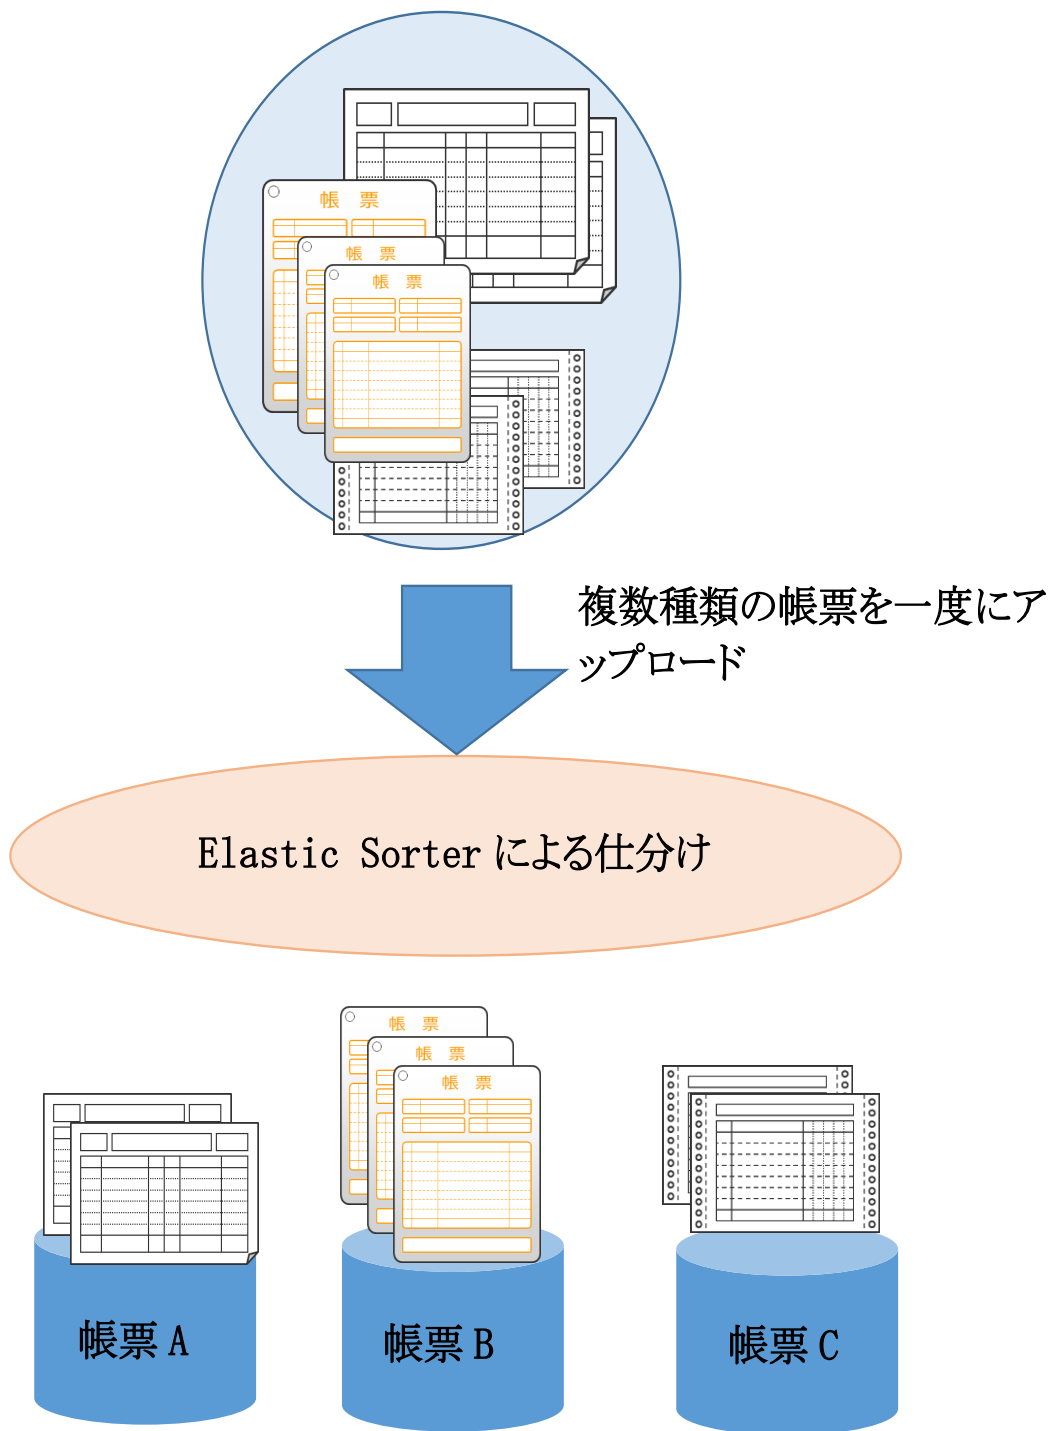 帳 票
帳 票
帳 票
複数種類の帳票を一度にア
ップロード
Elastic Sorter による仕分け
帳 票
帳 票
帳 票
帳票 A
帳票 B
帳票 C